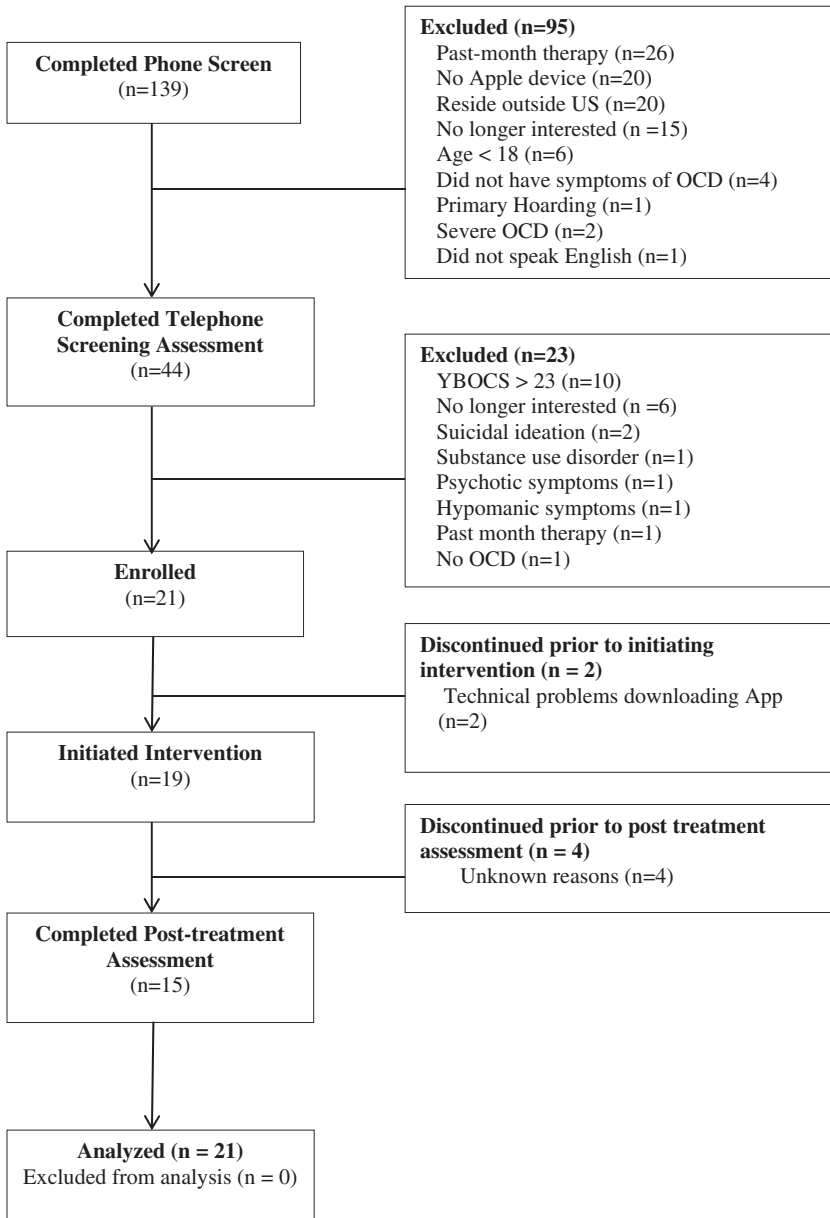 Completed Phone Screen
(n=139)
Excluded (n=95)
Past-month therapy (n=26)
No Apple device (n=20)
Reside outside US (n=20)
No longer interested (n =15)
Age < 18 (n=6)
Did not have symptoms of OCD (n=4)
Primary Hoarding (n=1)
Severe OCD (n=2)
Did not speak English (n=1)
Completed Telephone
Screening Assessment
(n=44)
Excluded (n=23)
YBOCS > 23 (n=10)
No longer interested (n =6)
Suicidal ideation (n=2)
Substance use disorder (n=1)
Psychotic symptoms (n=1)
Hypomanic symptoms (n=1)
Past month therapy (n=1)
No OCD (n=1)
Enrolled
(n=21)
Discontinued prior to initiating
intervention (n = 2)
Technical problems downloading App
(n=2)
Initiated Intervention
(n=19)
Discontinued prior to post treatment
assessment (n = 4)
Unknown reasons (n=4)
Completed Post-treatment
Assessment
(n=15)
Analyzed (n = 21)
Excluded from analysis (n = 0)